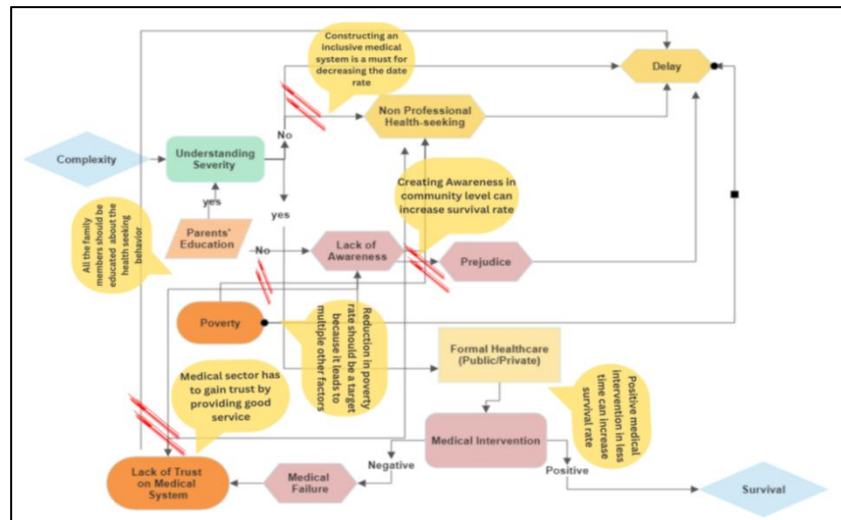 Constructing an
inclusive medical
system is a must for
decreasing the date
rate
Delay
Non Professional
Health-seeking
No
Complexity
Understanding
Severity
yes
yes
Creating Awareness in
community level can
increase survival rate
All the family
members should be
educated about the
health seeking
behavior
Parents'
Education
No
Lack of
Awareness
Prejudice
Poverty
Reduction in poverty
rate should be a target
because it leads to
multiple other factors
Formal Healthcare
(Public/Private)
Medical sector has
to gain trust by
providing good
service
Positive medical
intervention in less
time can increase
survival rate
Medical Intervention
Negative
Positive
Lack of Trust
on Medical
System
Medical
Failure
Survival